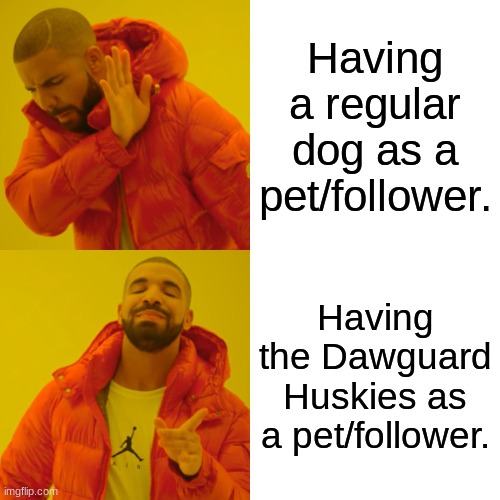 Having
a regular
dog as a
pet/follower.
Having
the Dawguard
Huskies as
a pet/follower.
imgflip.com